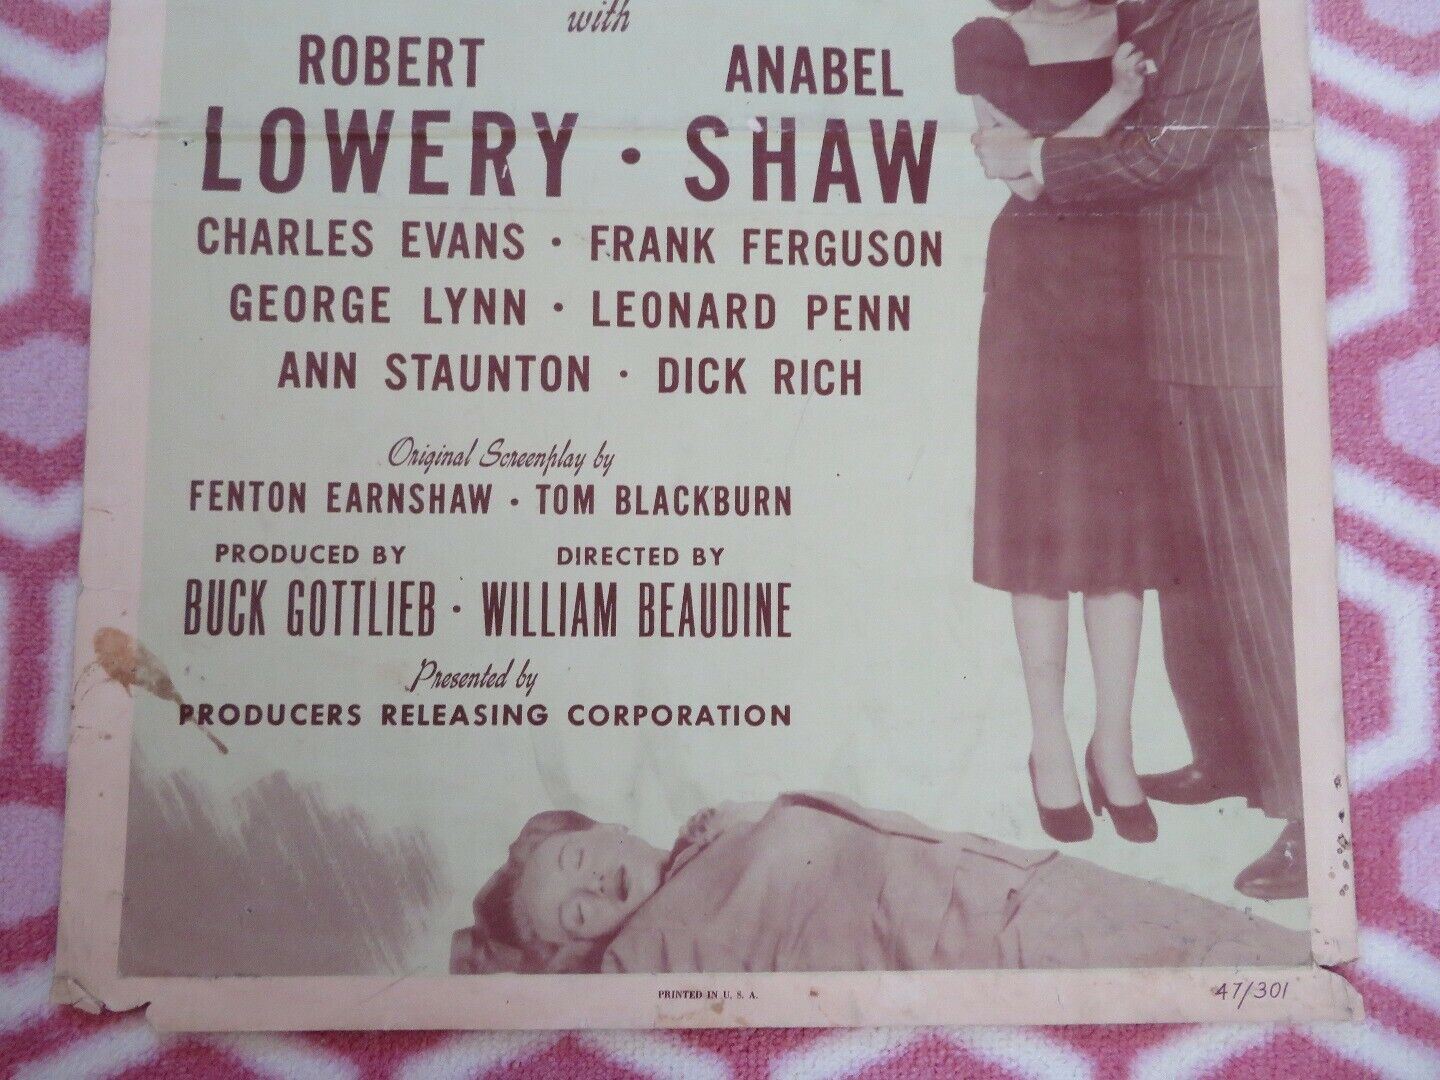 with
ROBERT ANABEL
LOWERY · SHAW
CHARLES EVANS · FRANK FERGUSON
GEORGE LYNN · LEONARD PENN
ANN STAUNTON · DICK RICH
Original Screenplay by
FENTON EARNSHAW · TOM BLACKBURN
PRODUCED BY DIRECTED BY
BUCK GOTTLIEB · WILLIAM BEAUDINE
Presented by
PRODUCERS RELEASING CORPORATION
PRINTED IN U. S. A.
47/301